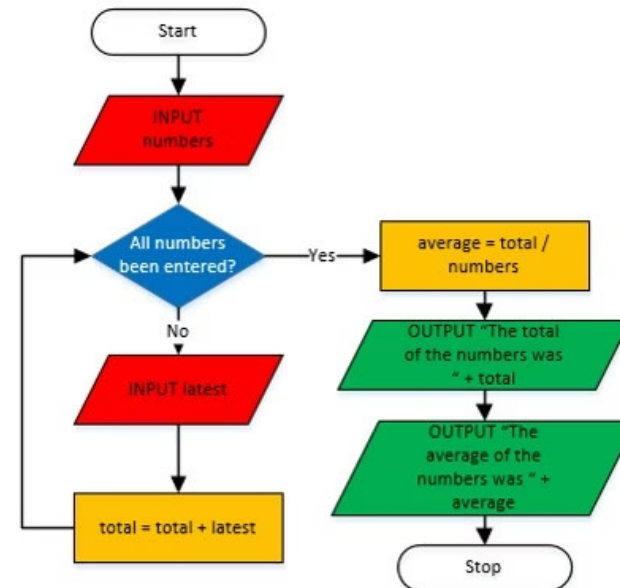 Start
INPUT
numbers
All numbers
been entered?
Yes
average = total /
numbers
No
OUTPUT “The total
of the numbers was
“ + total
INPUT latest
OUTPUT “The
average of the
numbers was “ +
average
total = total + latest
Stop